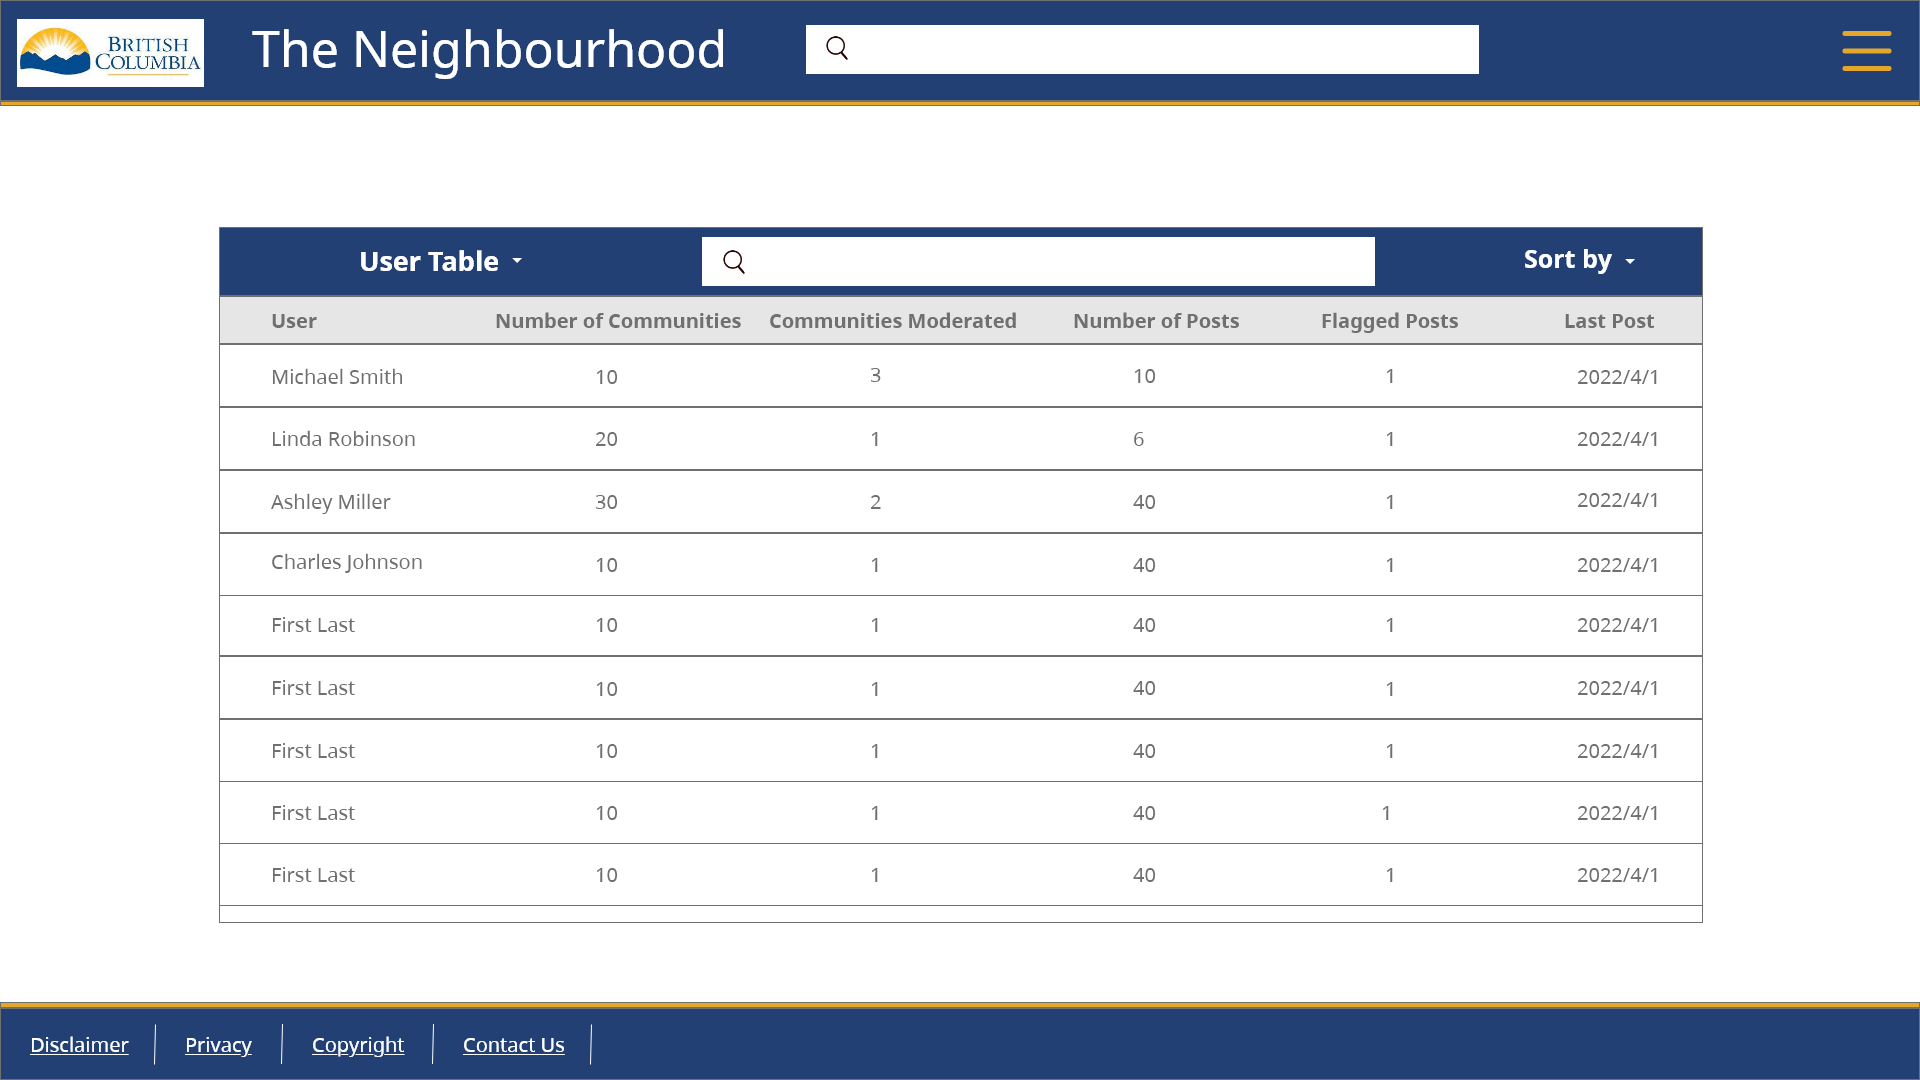 BRITISH
COLUMBIA
The Neighbourhood
User Table
Sort by
User Number of Communities Communities Moderated Number of Posts Flagged Posts Last Post
Michael Smith 10 3 10 1 2022/4/1
Linda Robinson 20 1 6 1 2022/4/1
Ashley Miller 30 2 40 1 2022/4/1
Charles Johnson 10 1 40 1 2022/4/1
First Last 10 1 40 1 2022/4/1
First Last 10 1 40 1 2022/4/1
First Last 10 1 40 1 2022/4/1
First Last 10 1 40 1 2022/4/1
First Last 10 1 40 1 2022/4/1
Disclaimer Privacy Copyright Contact Us